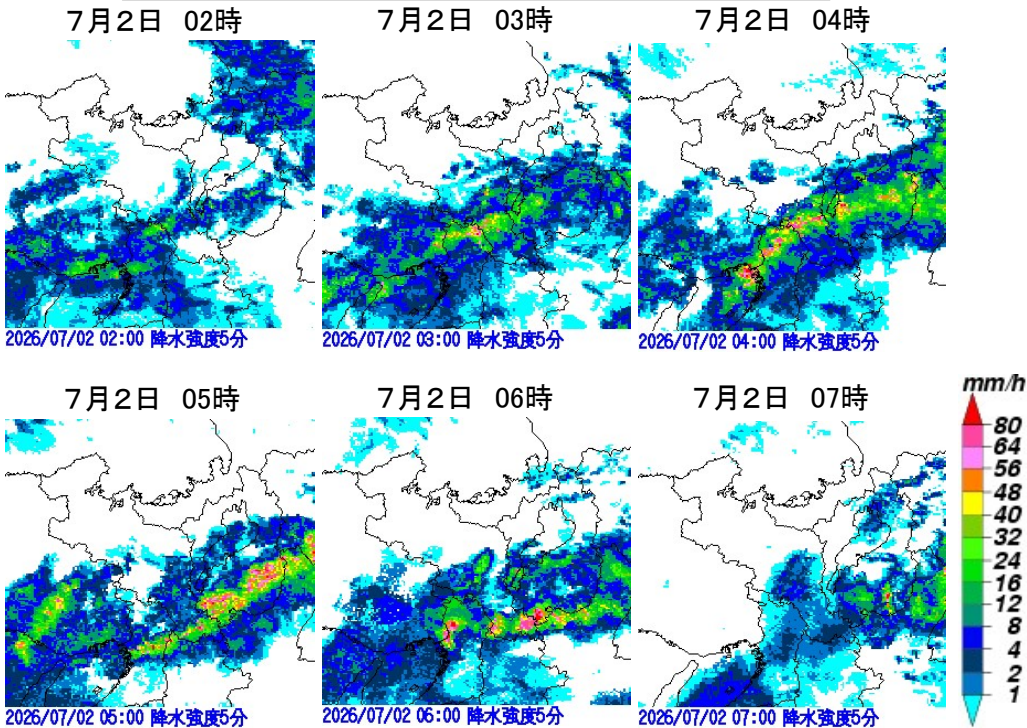 ７月２日 02時
７月２日 03時
７月２日 04時
2026/07/02 02:00 降水強度5分
2026/07/02 03:00 降水強度5分
2026/07/02 04:00 降水強度5分
７月２日 05時
７月２日 06時
７月２日 07時
mm/h
80
64
56
48
40
32
24
16
12
8
4
2
1
2026/07/02 05:00 降水強度5分
2026/07/02 06:00 降水強度5分
2026/07/02 07:00 降水強度5分